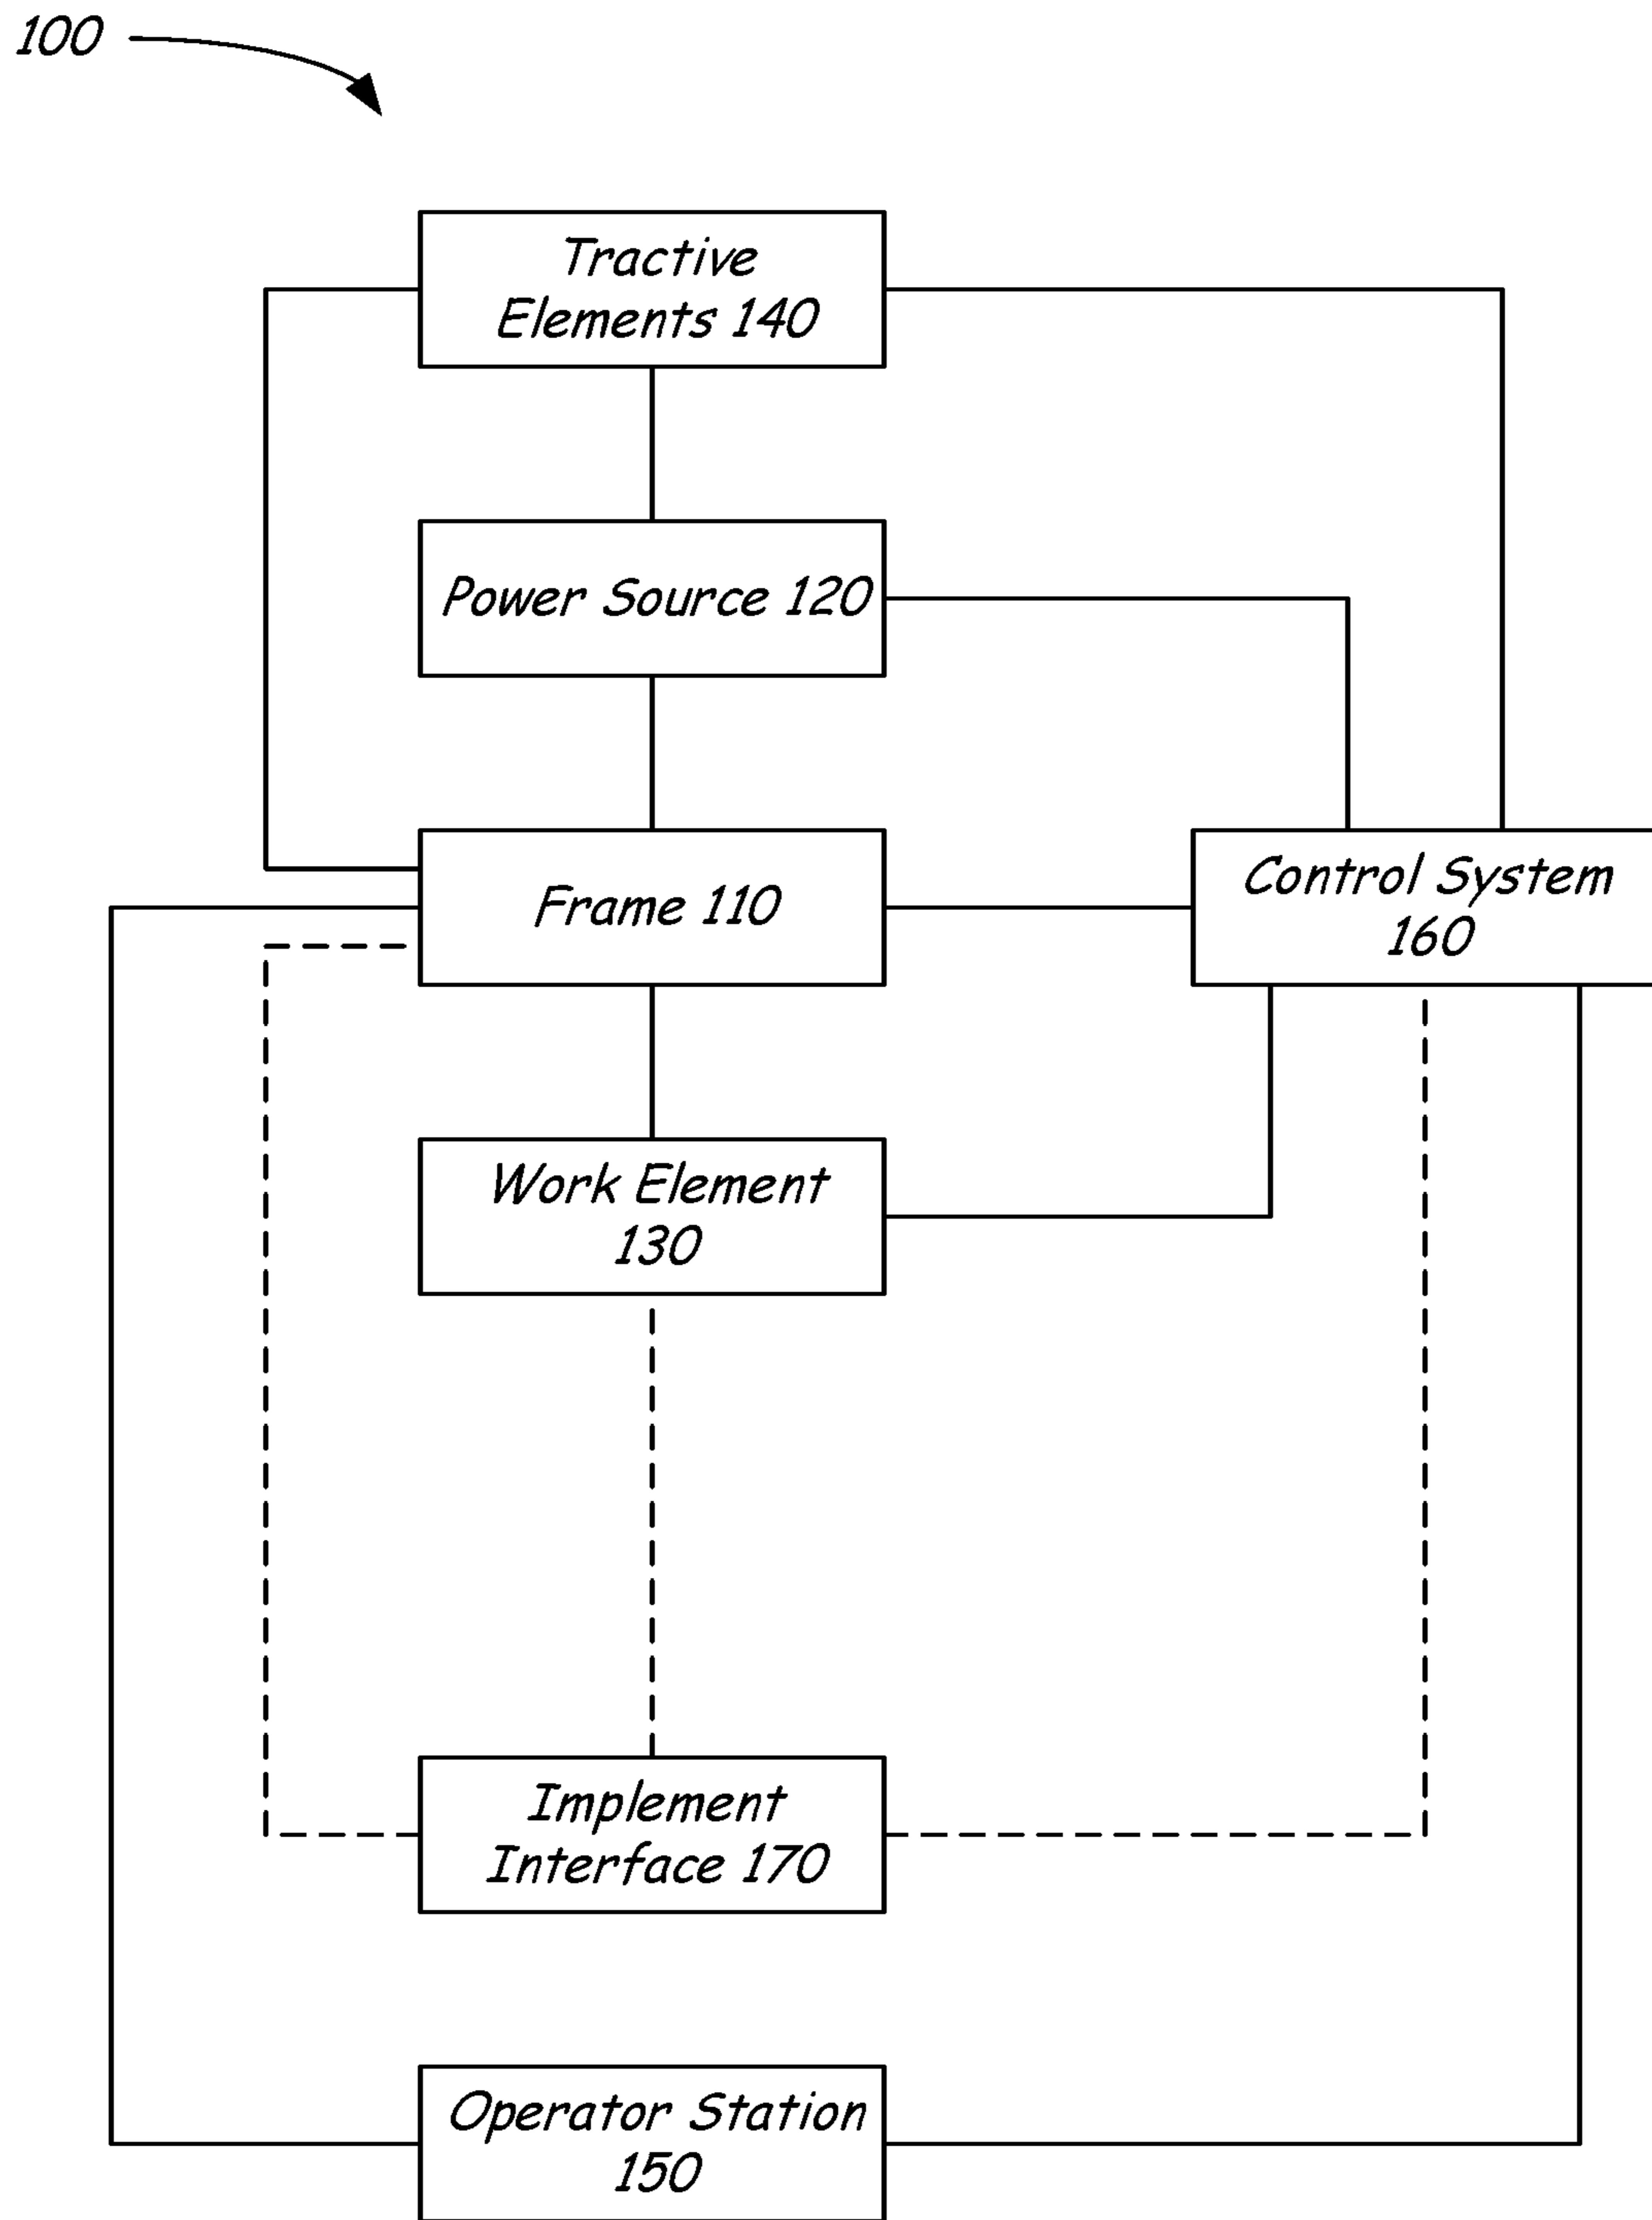 100
Tractive
Elements 140
Power Source 120
Frame 110
Control System
160
Work Element
130
Implement
Interface 170
Operator Station
150